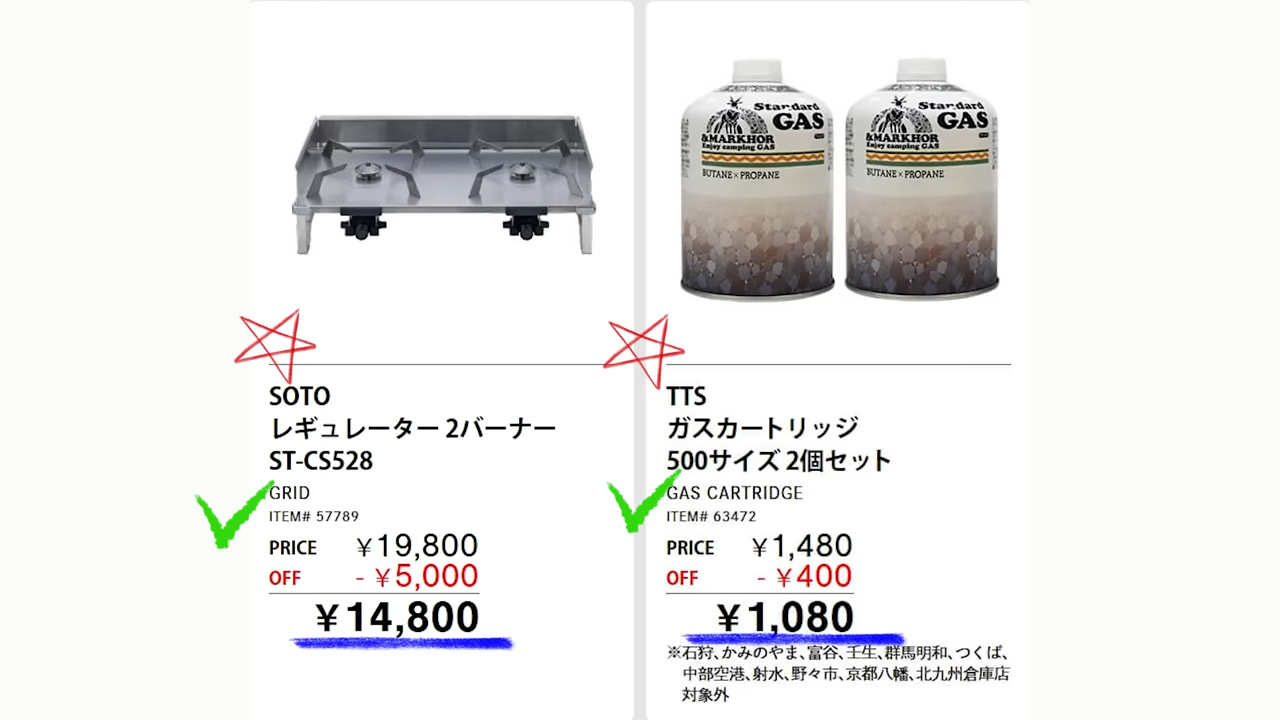 SOTO
レギュレーター 2バーナー
ST-CS528
GRID
ITEM# 57789
PRICE ¥19,800
OFF - ¥5,000
¥14,800
Standard
GAS
&MARKHOR
Enjoy camping GAS
BUTANE×PROPANE
Standard
GAS
&MARKHOR
Enjoy camping GAS
BUTANE×PROPANE
TTS
ガスカートリッジ
500サイズ 2個セット
GAS CARTRIDGE
ITEM# 63472
PRICE ¥1,480
OFF - ¥400
¥1,080
※石狩、かみのやま、富谷、壬生、群馬明和、つくば、
中部空港、射水、野々市、京都八幡、北九州倉庫店
対象外